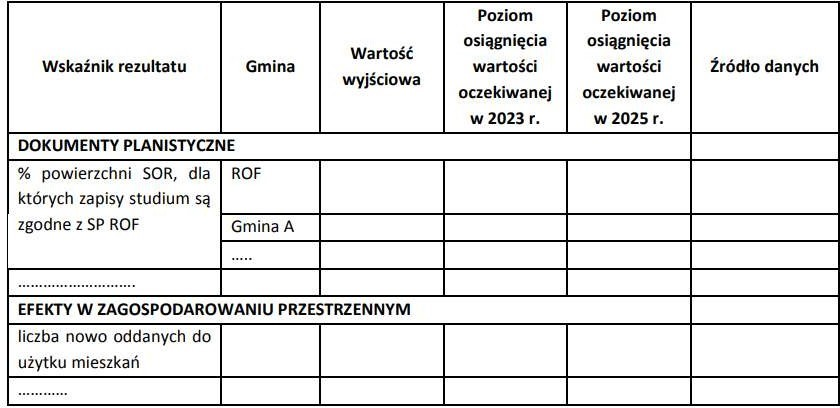 Wskaźnik rezultatu
Gmina
Wartość
wyjściowa
Poziom
osiągnięcia
wartości
oczekiwanej
w 2023 r.
Poziom
osiągnięcia
wartości
oczekiwanej
w 2025 r.
Źródło danych
DOKUMENTY PLANISTYCZNE
% powierzchni SOR, dla
których zapisy studium są
zgodne z SP ROF
ROF
Gmina A
.....
……………………….
EFEKTY W ZAGOSPODAROWANIU PRZESTRZENNYM
liczba nowo oddanych do
użytku mieszkań
…………